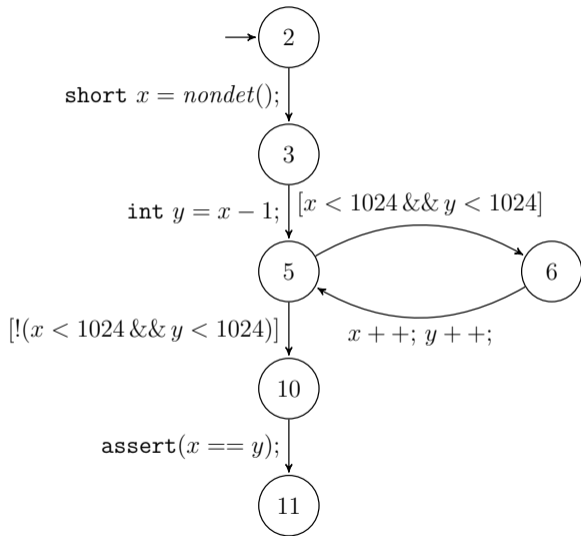 2
short x = nondet();
3
int y = x − 1;
[x < 1024 && y < 1024]
5
6
[!(x < 1024 && y < 1024)]
x + +; y + +;
10
assert(x == y);
11